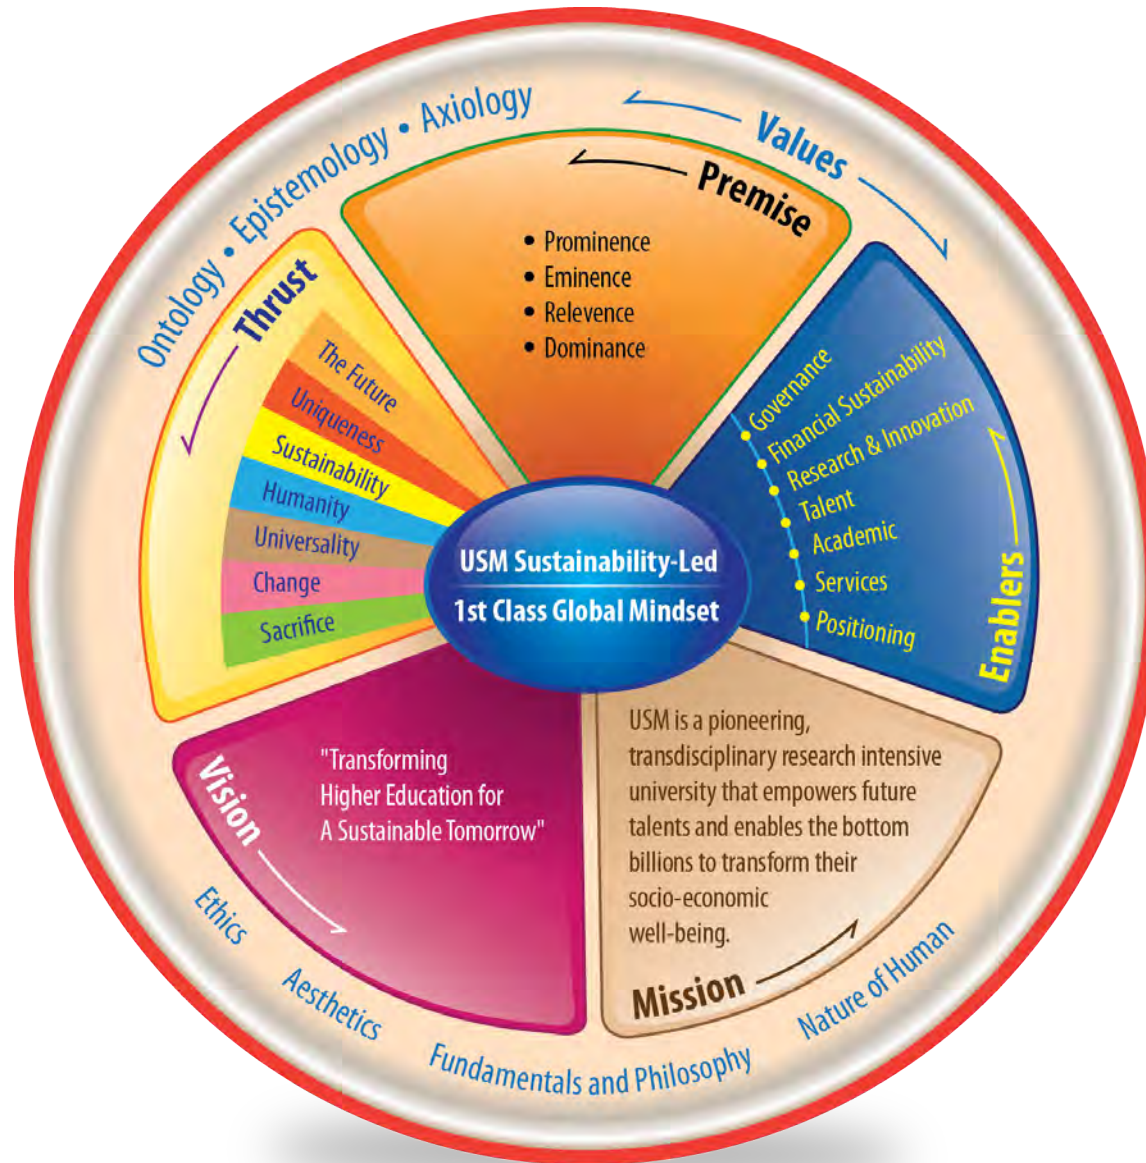 Values
Ontology • Epistemology • Axiology
Premise
• Prominence
• Eminence
• Relevence
• Dominance
Thrust
The Future
Uniqueness
Sustainability
Humanity
Universality
Change
Sacrifice
Governance
Financial Sustainability
Research & Innovation
Talent
Academic
Services
Positioning
Enablers
USM Sustainability-Led
1st Class Global Mindset
Vision
"Transforming
Higher Education for
A Sustainable Tomorrow"
USM is a pioneering,
transdisciplinary research intensive
university that empowers future
talents and enables the bottom
billions to transform their
socio-economic
well-being.
Mission
Ethics
Aesthetics
Fundamentals and Philosophy
Nature of Human